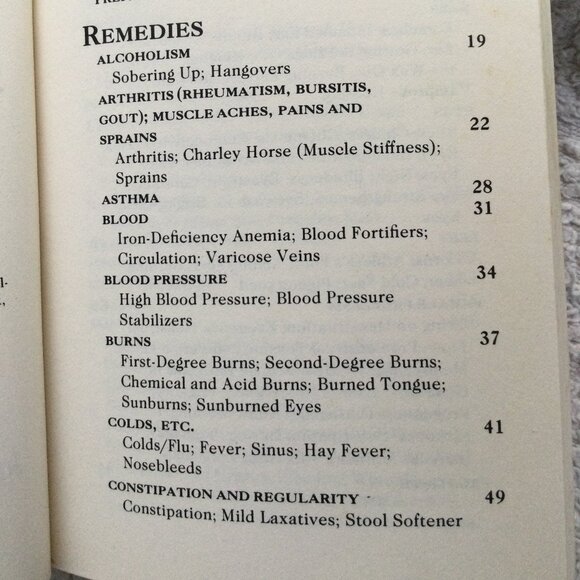 REMEDIES
ALCOHOLISM 19
Sobering Up; Hangovers
ARTHRITIS (RHEUMATISM, BURSITIS,
GOUT); MUSCLE ACHES, PAINS AND
SPRAINS 22
Arthritis; Charley Horse (Muscle Stiffness);
Sprains
ASTHMA 28
BLOOD 31
Iron-Deficiency Anemia; Blood Fortifiers;
Circulation; Varicose Veins
BLOOD PRESSURE 34
High Blood Pressure; Blood Pressure
Stabilizers
BURNS 37
First-Degree Burns; Second-Degree Burns;
Chemical and Acid Burns; Burned Tongue;
Sunburns; Sunburned Eyes
COLDS, ETC. 41
Colds/Flu; Fever; Sinus; Hay Fever;
Nosebleeds
CONSTIPATION AND REGULARITY 49
Constipation; Mild Laxatives; Stool Softener